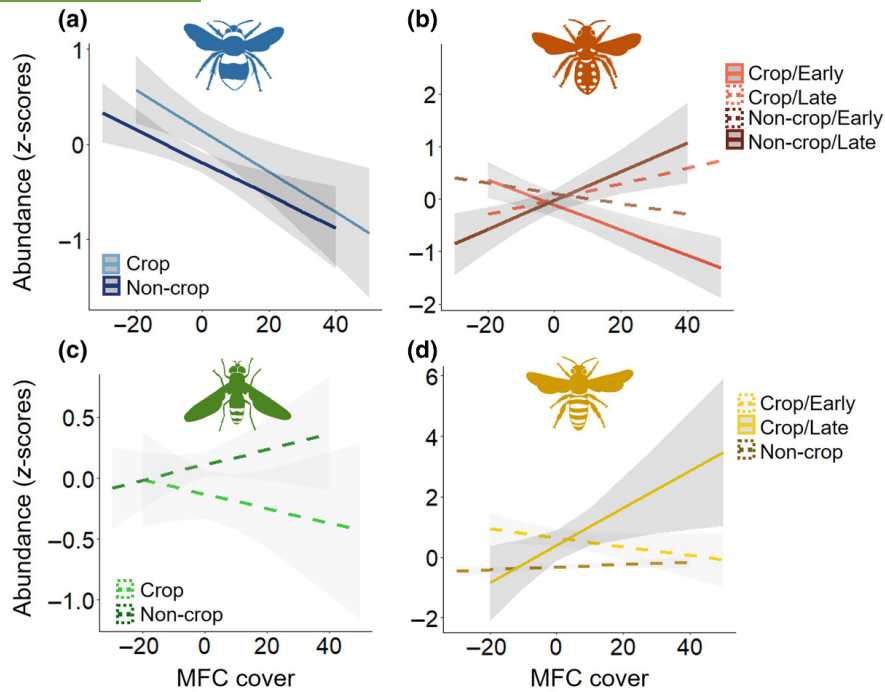 (a)
Abundance (z-scores)
1
0
−1
−20 0 20 40
Crop
Non-crop
(b)
2
1
0
−1
−2
−20 0 20 40
Crop/Early
Crop/Late
Non-crop/Early
Non-crop/Late
(c)
Abundance (z-scores)
0.5
0.0
−0.5
−1.0
−20 0 20 40
MFC cover
Crop
Non-crop
(d)
6
4
2
0
−2
−20 0 20 40
MFC cover
Crop/Early
Crop/Late
Non-crop